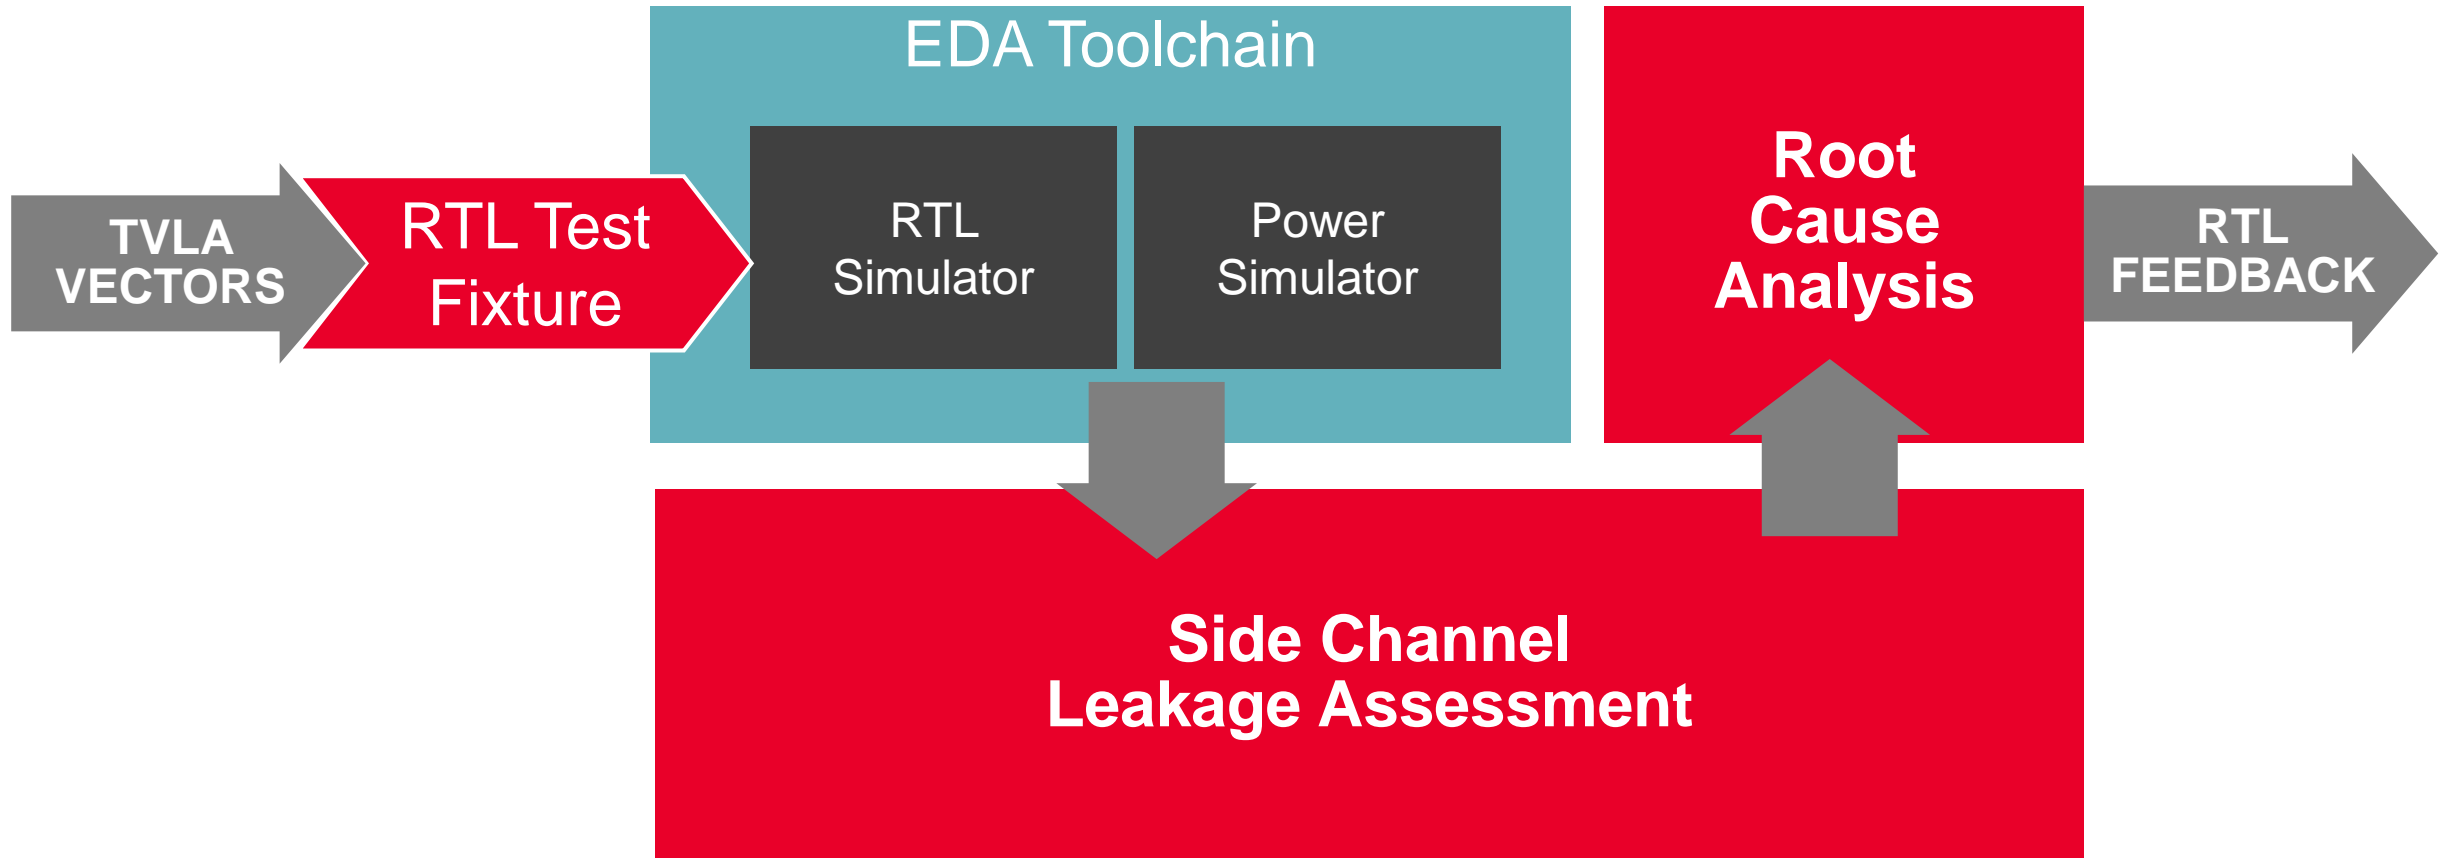 EDA Toolchain
TVLA
VECTORS
RTL Test
Fixture
RTL
Simulator
Power
Simulator
Root
Cause
Analysis
RTL
FEEDBACK
Side Channel
Leakage Assessment